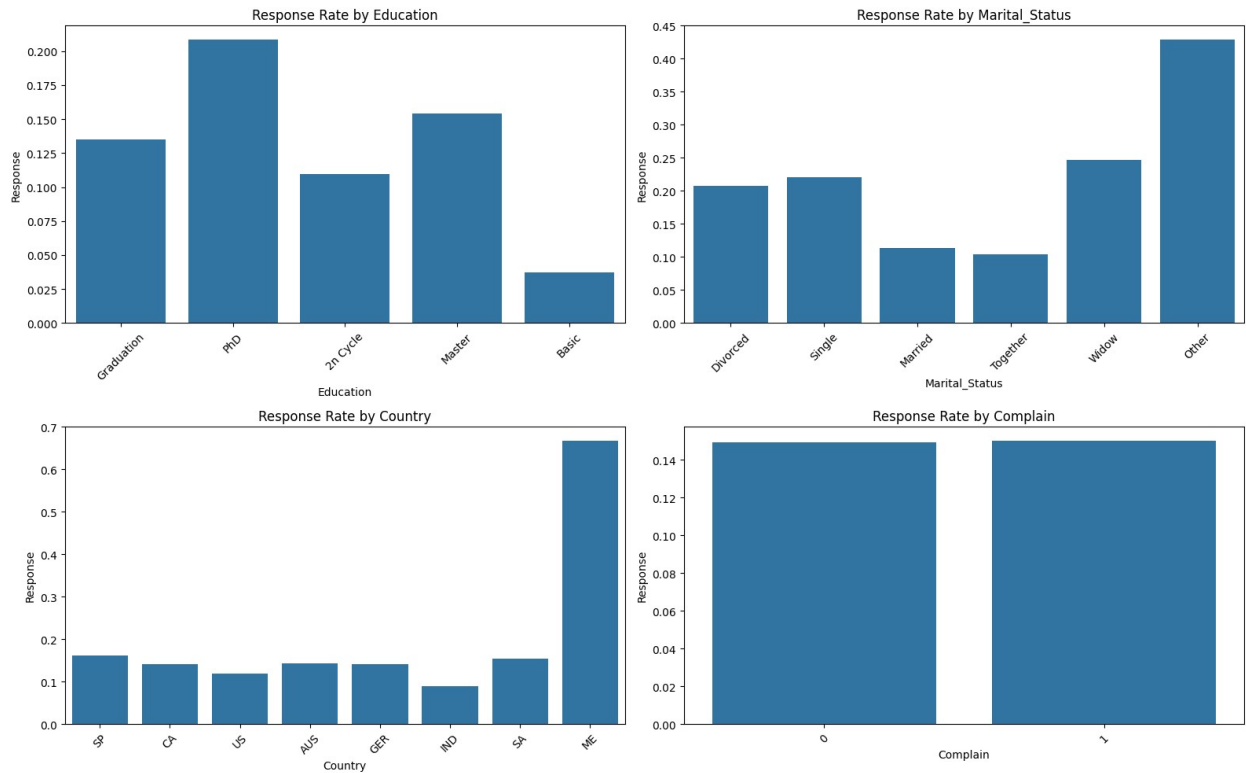 Response Rate by Education
Response
0.200
0.175
0.150
0.125
0.100
0.075
0.050
0.025
0.000
Graduation
PhD
2n Cycle
Master
Basic
Education
Response Rate by Marital_Status
Response
0.45
0.40
0.35
0.30
0.25
0.20
0.15
0.10
0.05
0.00
Divorced
Single
Married
Together
Widow
Other
Marital_Status
Response Rate by Country
Response
0.7
0.6
0.5
0.4
0.3
0.2
0.1
0.0
SP
CA
US
AUS
GER
IND
SA
ME
Country
Response Rate by Complain
Response
0.14
0.12
0.10
0.08
0.06
0.04
0.02
0.00
0
1
Complain